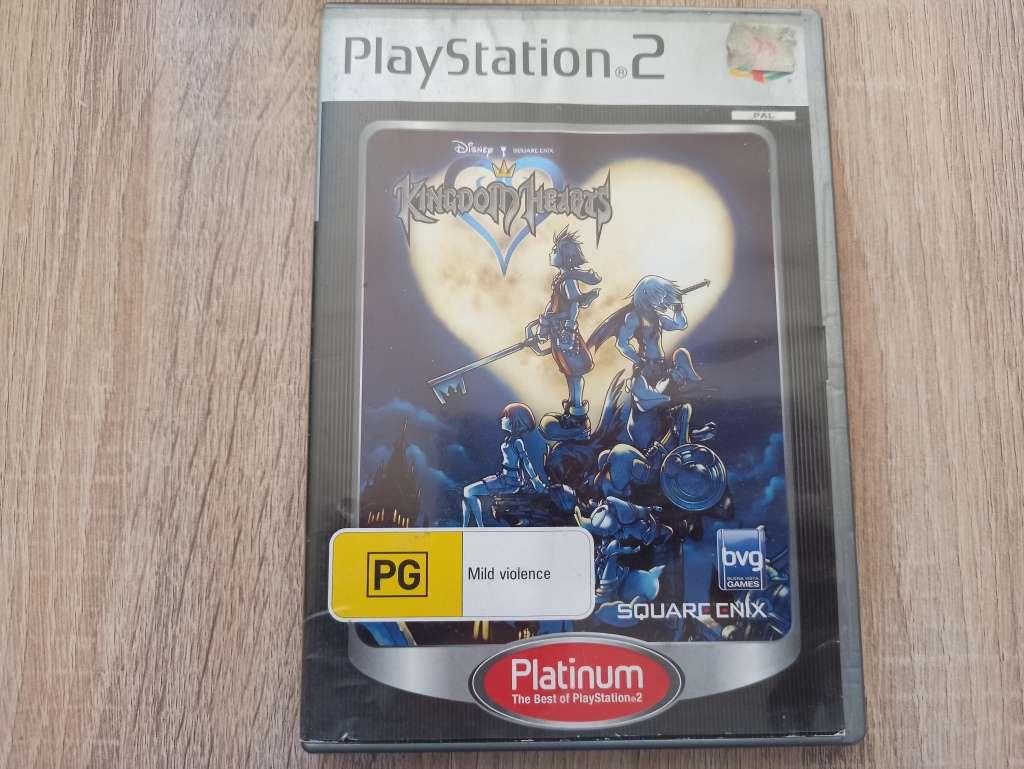 PlayStation®2
PAL
Disney SQUARE ENIX
KINGDOM HEARTS
PG Mild violence
bvg
BUENA VISTA
GAMES
SQUARE ENIX
Platinum
The Best of PlayStation®2